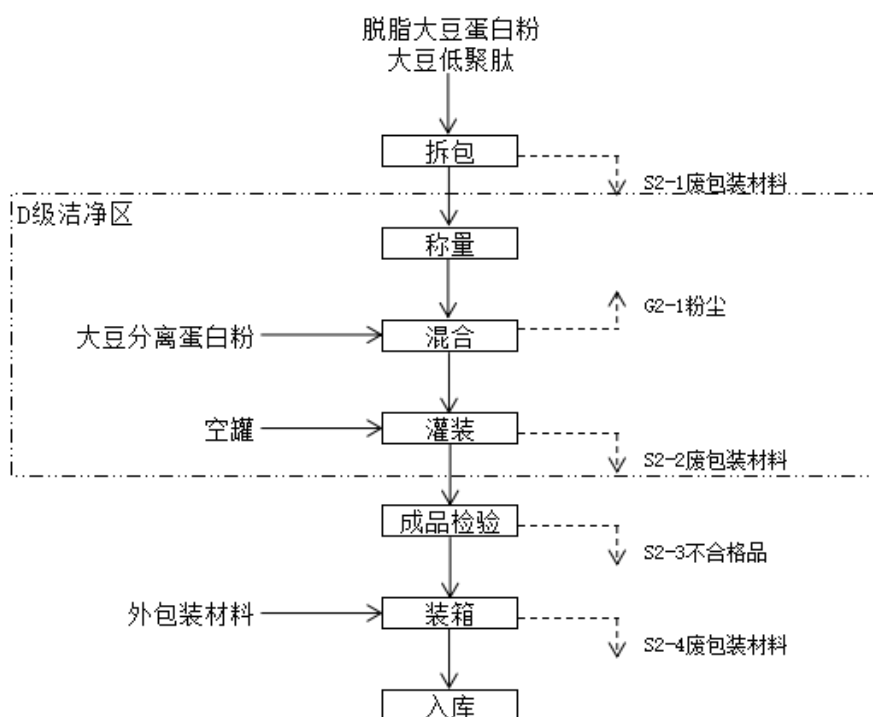 脱脂大豆蛋白粉
大豆低聚肽
拆包
S2-1废包装材料
D级洁净区
称量
G2-1粉尘
大豆分离蛋白粉
混合
空罐
灌装
S2-2废包装材料
成品检验
S2-3不合格品
外包装材料
装箱
S2-4废包装材料
入库